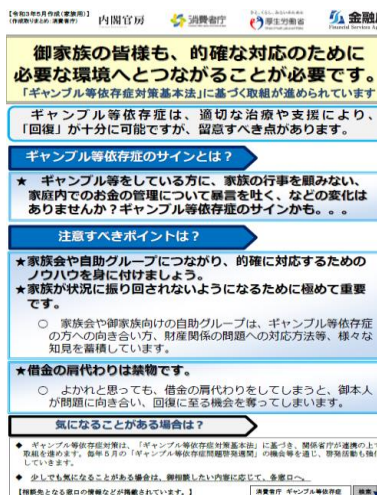 【令和3年5月作成(家族用)】
(作成取りまとめ:消費者庁)
内閣官房
消費者庁
厚生労働省
金融庁
Financial Services Ag
御家族の皆様も、的確な対応のために
必要な環境へとつながることが必要です。
「ギャンブル等依存症対策基本法」に基づく取組が進められています
ギャンブル等依存症は、適切な治療や支援により、
「回復」が十分に可能ですが、留意すべき点があります。
ギャンブル等依存症のサインとは?
★ ギャンブル等をしている方に、家族の行事を顧みない、
家庭内でのお金の管理について暴言を吐く、などの変化は
ありませんか?ギャンブル等依存症のサインかも。。。
注意すべきポイントは?
★家族会や自助グループにつながり、的確に対応するための
ノウハウを身に付けましょう。
★家族が状況に振り回されないようになるために極めて重要
です。
○ 家族会や御家族向けの自助グループは、ギャンブル等依存症
の方への向き合い方、財産関係の問題への対応方法等、様々な
知見を蓄積しています。
★借金の肩代わりは禁物です。
○ よかれと思っても、借金の肩代わりをしてしまうと、御本人
が問題に向き合い、回復に至る機会を奪ってしまいます。
気になることがある場合は?
◆ ギャンブル等依存症対策は、「ギャンブル等依存症対策基本法」に基づき、関係省庁が連携の上で
取組を進めます。毎年5月の「ギャンブル等依存症問題啓発週間」の機会等を通じ、啓発活動も強化
していきます。
◆ 少しでも気になることがある場合は、御相談したい内容に応じて、各窓口へ。
【相談先となる窓口の情報などが掲載されています。】
消費者庁 ギャンブル等依存症
検索